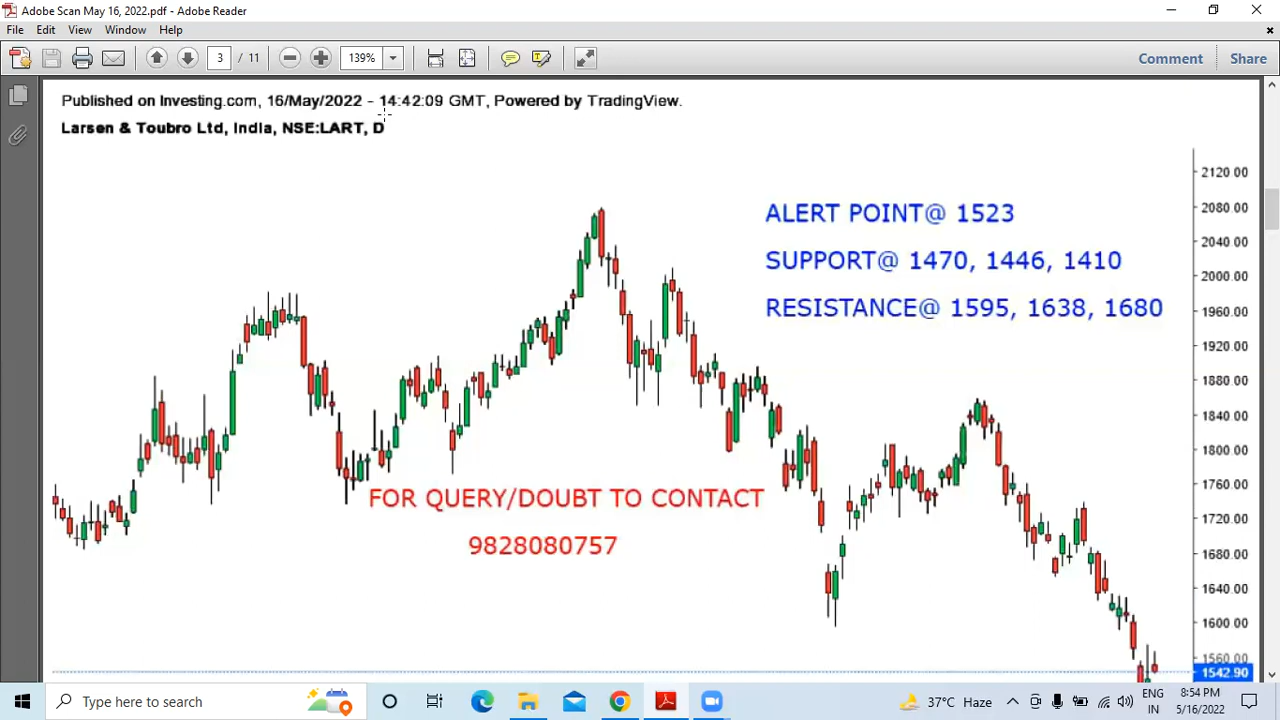 Adobe Scan May 16, 2022.pdf - Adobe Reader
File Edit View Window Help
3 / 11 139% Comment Share
Published on Investing.com, 16/May/2022 - 14:42:09 GMT, Powered by TradingView.
Larsen & Toubro Ltd, India, NSE:LART, D
ALERT POINT@ 1523
SUPPORT@ 1470, 1446, 1410
RESISTANCE@ 1595, 1638, 1680
FOR QUERY/DOUBT TO CONTACT
9828080757
2120.00
2080.00
2040.00
2000.00
1960.00
1920.00
1880.00
1840.00
1800.00
1760.00
1720.00
1680.00
1640.00
1600.00
1560.00
1542.90
Type here to search
37°C Haze
ENG
IN
8:54 PM
5/16/2022